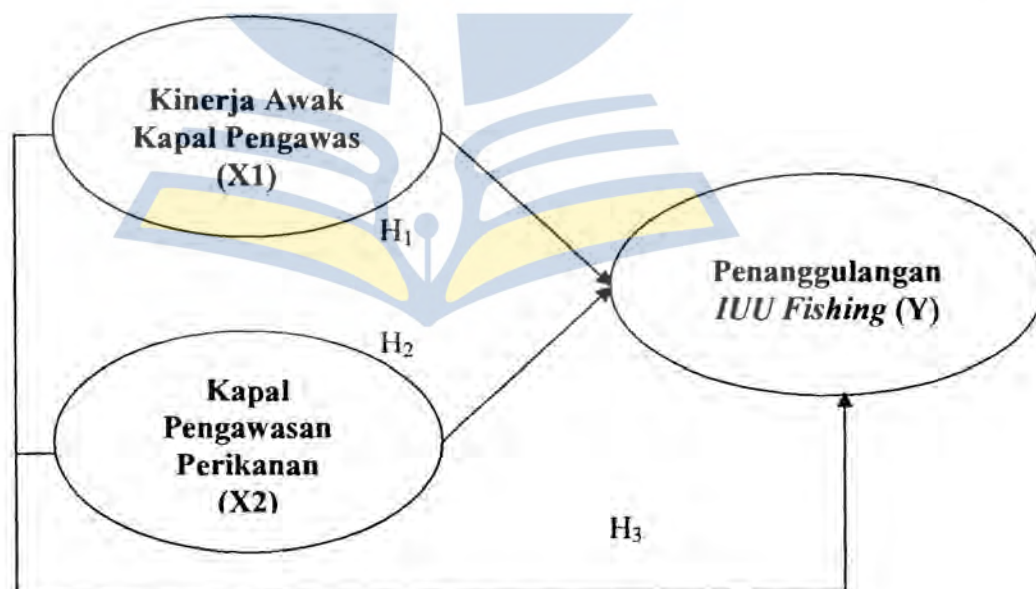 Kinerja Awak
Kapal Pengawas
(X1)
H₁
Penanggulangan
IUU Fishing (Y)
H₂
Kapal
Pengawasan
Perikanan
(X2)
H₃